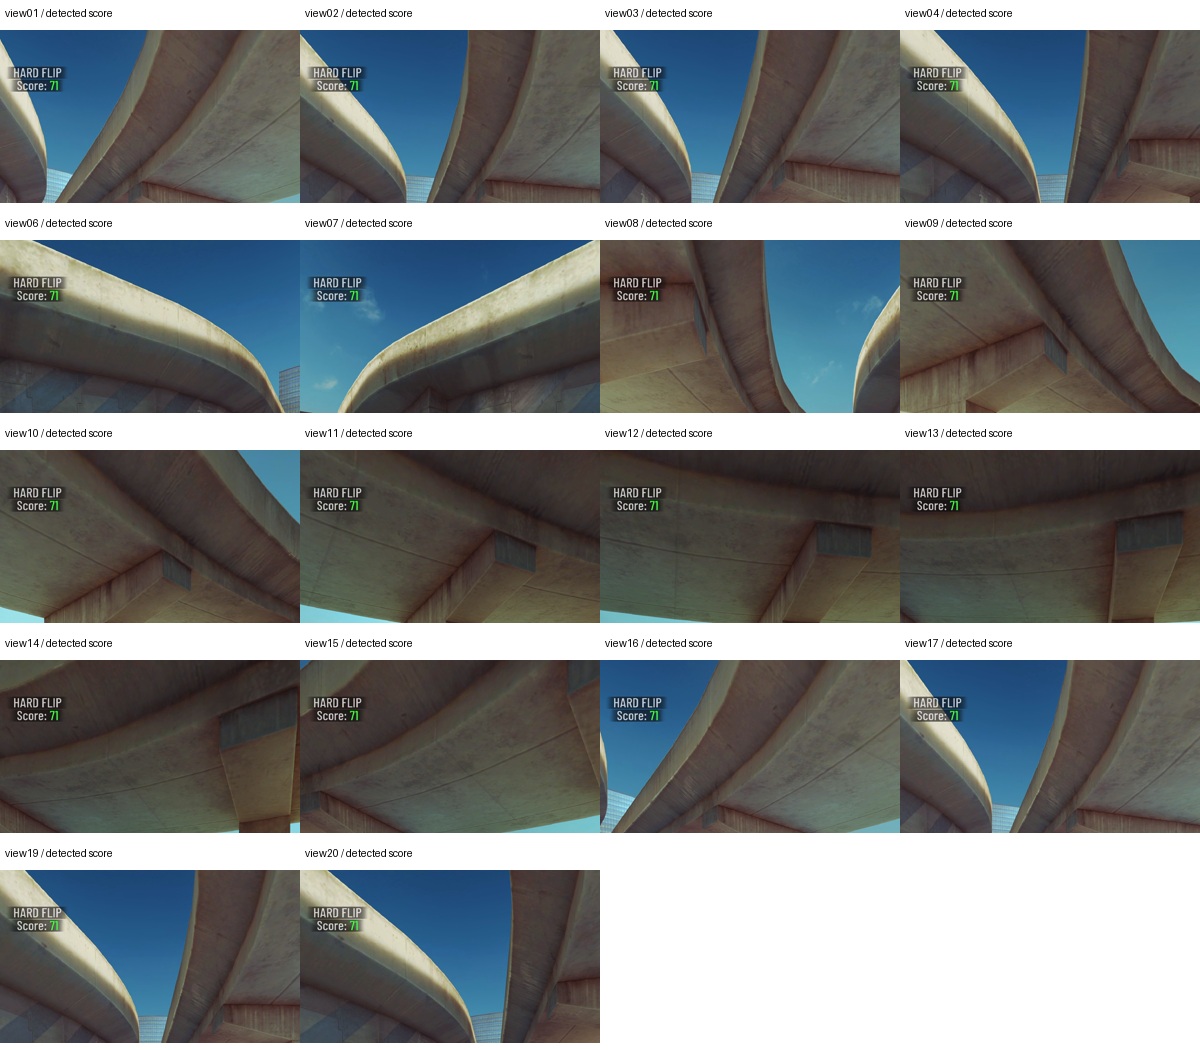 view01 / detected score
view02 / detected score
view03 / detected score
view04 / detected score
HARD FLIP
Score: 71
HARD FLIP
Score: 71
HARD FLIP
Score: 71
HARD FLIP
Score: 71
view06 / detected score
view07 / detected score
view08 / detected score
view09 / detected score
HARD FLIP
Score: 71
HARD FLIP
Score: 71
HARD FLIP
Score: 71
HARD FLIP
Score: 71
view10 / detected score
view11 / detected score
view12 / detected score
view13 / detected score
HARD FLIP
Score: 71
HARD FLIP
Score: 71
HARD FLIP
Score: 71
HARD FLIP
Score: 71
view14 / detected score
view15 / detected score
view16 / detected score
view17 / detected score
HARD FLIP
Score: 71
HARD FLIP
Score: 71
HARD FLIP
Score: 71
HARD FLIP
Score: 71
view19 / detected score
view20 / detected score
HARD FLIP
Score: 71
HARD FLIP
Score: 71